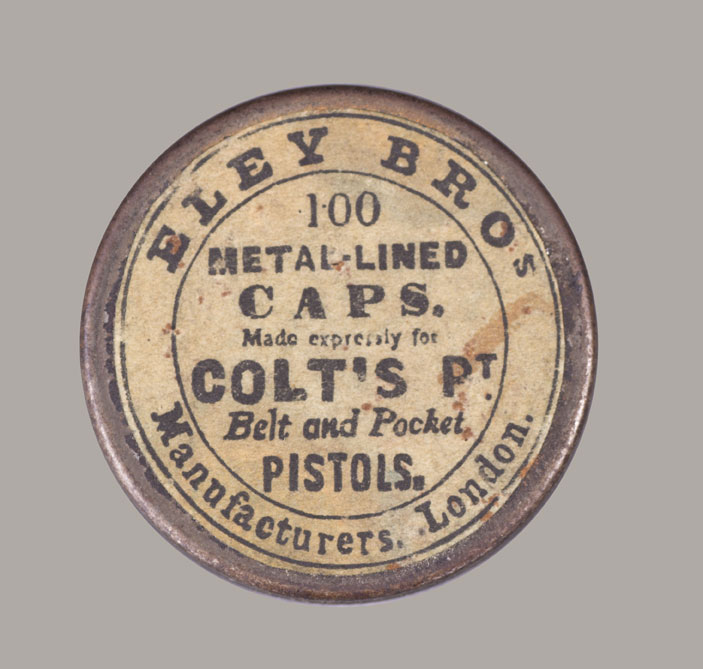 ELEY BROS
100
METAL-LINED
CAPS.
Made expressly for
COLT'S PT
Belt and Pocket
PISTOLS.
Manufacturers. London.